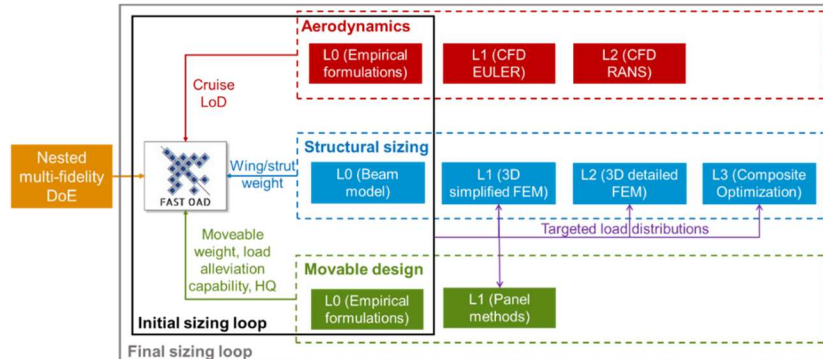 Aerodynamics
L0 (Empirical
formulations)
L1 (CFD
EULER)
L2 (CFD
RANS)
Cruise
LoD
Nested
multi-fidelity
DoE
FAST OAD
Wing/strut
weight
Structural sizing
L0 (Beam
model)
L1 (3D
simplified FEM)
L2 (3D detailed
FEM)
L3 (Composite
Optimization)
Targeted load distributions
Moveable
weight, load
alleviation
capability, HQ
Movable design
L0 (Empirical
formulations)
L1 (Panel
methods)
Initial sizing loop
Final sizing loop